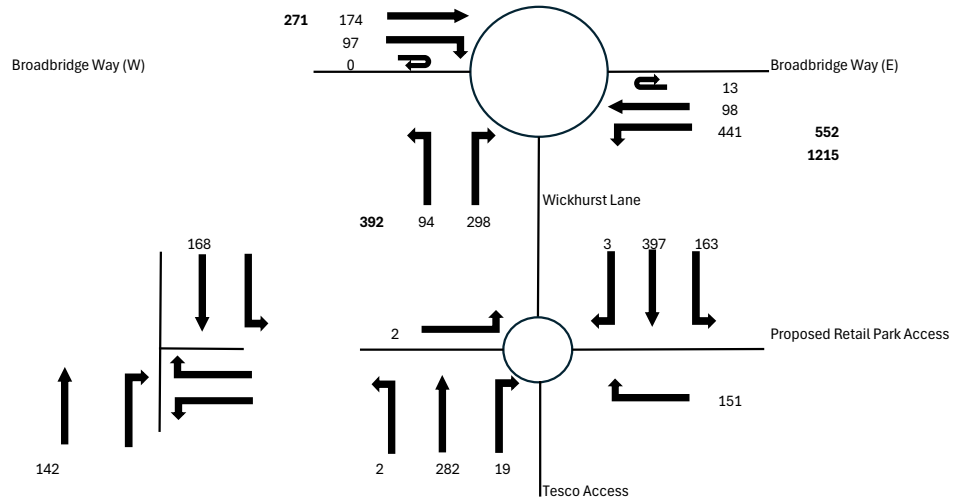 271 174
97
0
Broadbridge Way (W)
Broadbridge Way (E)
13
98
441 552
1215
Wickhurst Lane
392 94 298
168
3 397 163
2
Proposed Retail Park Access
151
142
2 282 19
Tesco Access